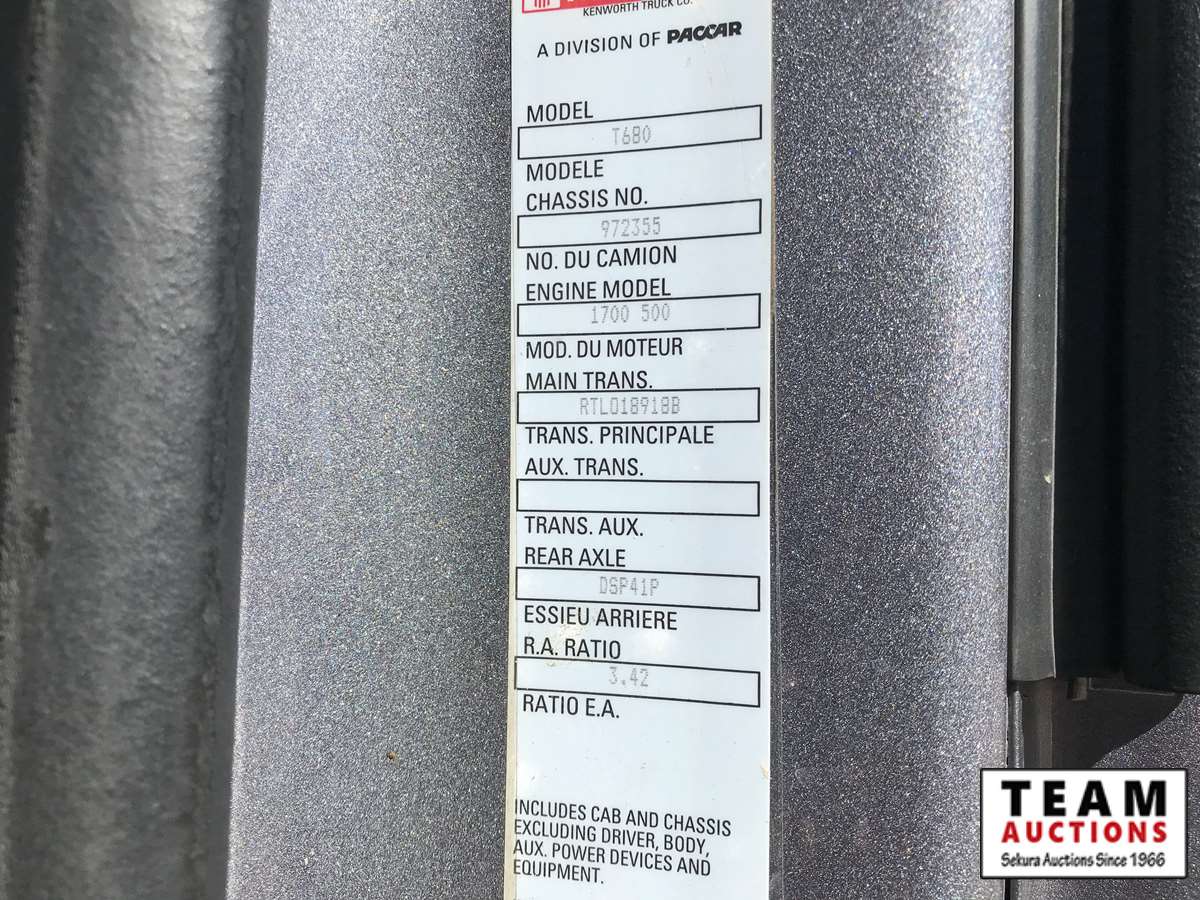 KENWORTH TRUCK CO.
A DIVISION OF PACCAR
MODEL
T680
MODELE
CHASSIS NO.
972355
NO. DU CAMION
ENGINE MODEL
1700 500
MOD. DU MOTEUR
MAIN TRANS.
RTLO18918B
TRANS. PRINCIPALE
AUX. TRANS.
TRANS. AUX.
REAR AXLE
DSP41P
ESSIEU ARRIERE
R.A. RATIO
3.42
RATIO E.A.
INCLUDES CAB AND CHASSIS
EXCLUDING DRIVER, BODY,
AUX. POWER DEVICES AND
EQUIPMENT.
TEAM
AUCTIONS
Sekura Auctions Since 1966